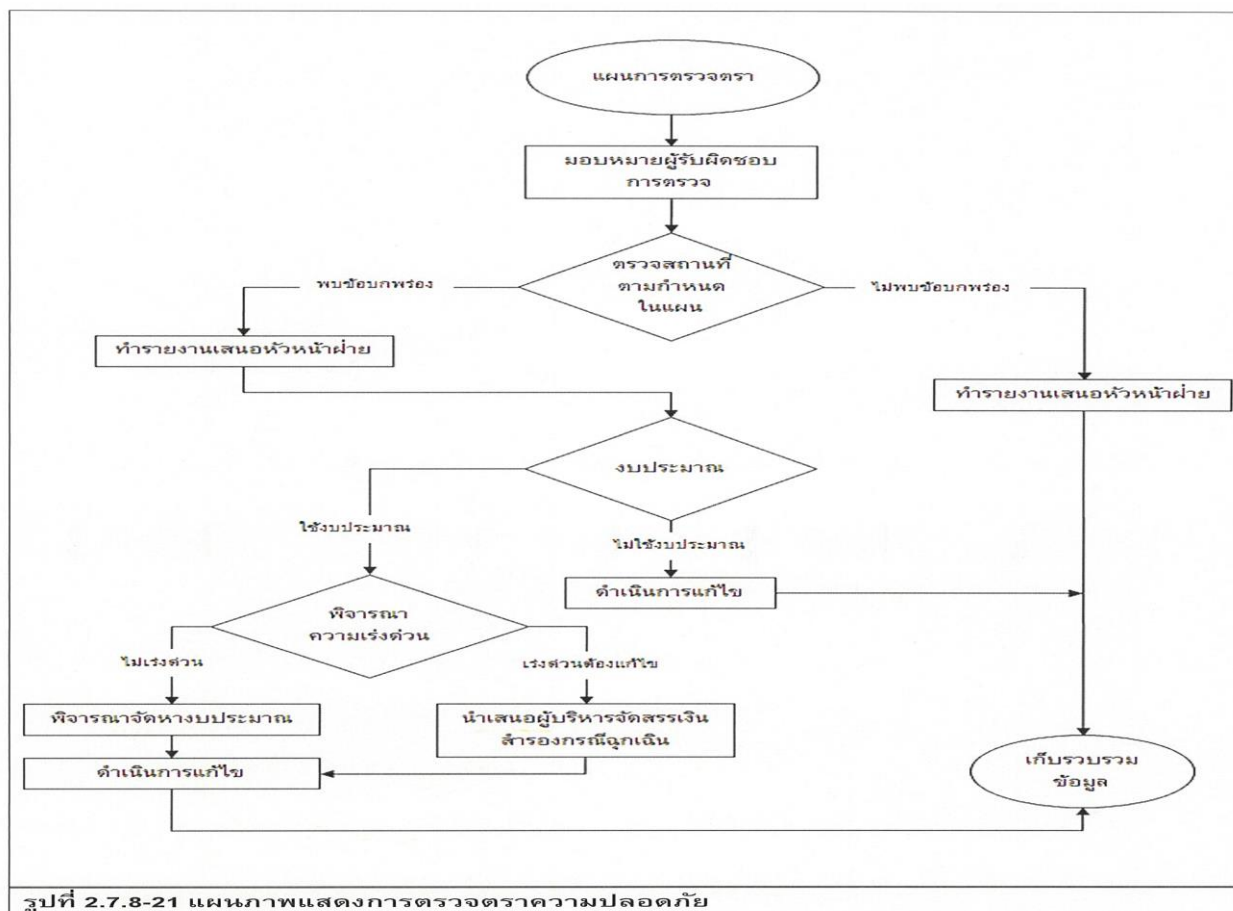 แผนการตรวจตรา
มอบหมายผู้รับผิดชอบ
การตรวจ
ตรวจสถานที่
ตามกำหนด
ในแผน
พบข้อบกพร่อง
ไม่พบข้อบกพร่อง
ทำรายงานเสนอหัวหน้าฝ่าย
ทำรายงานเสนอหัวหน้าฝ่าย
งบประมาณ
ใช้งบประมาณ
ไม่ใช้งบประมาณ
ดำเนินการแก้ไข
พิจารณา
ความเร่งด่วน
ไม่เร่งด่วน
เร่งด่วนต้องแก้ไข
พิจารณาจัดหางบประมาณ
นำเสนอผู้บริหารจัดสรรเงิน
สำรองกรณีฉุกเฉิน
ดำเนินการแก้ไข
เก็บรวบรวม
ข้อมูล
รูปที่ 2.7.8-21 แผนภาพแสดงการตรวจตราความปลอดภัย